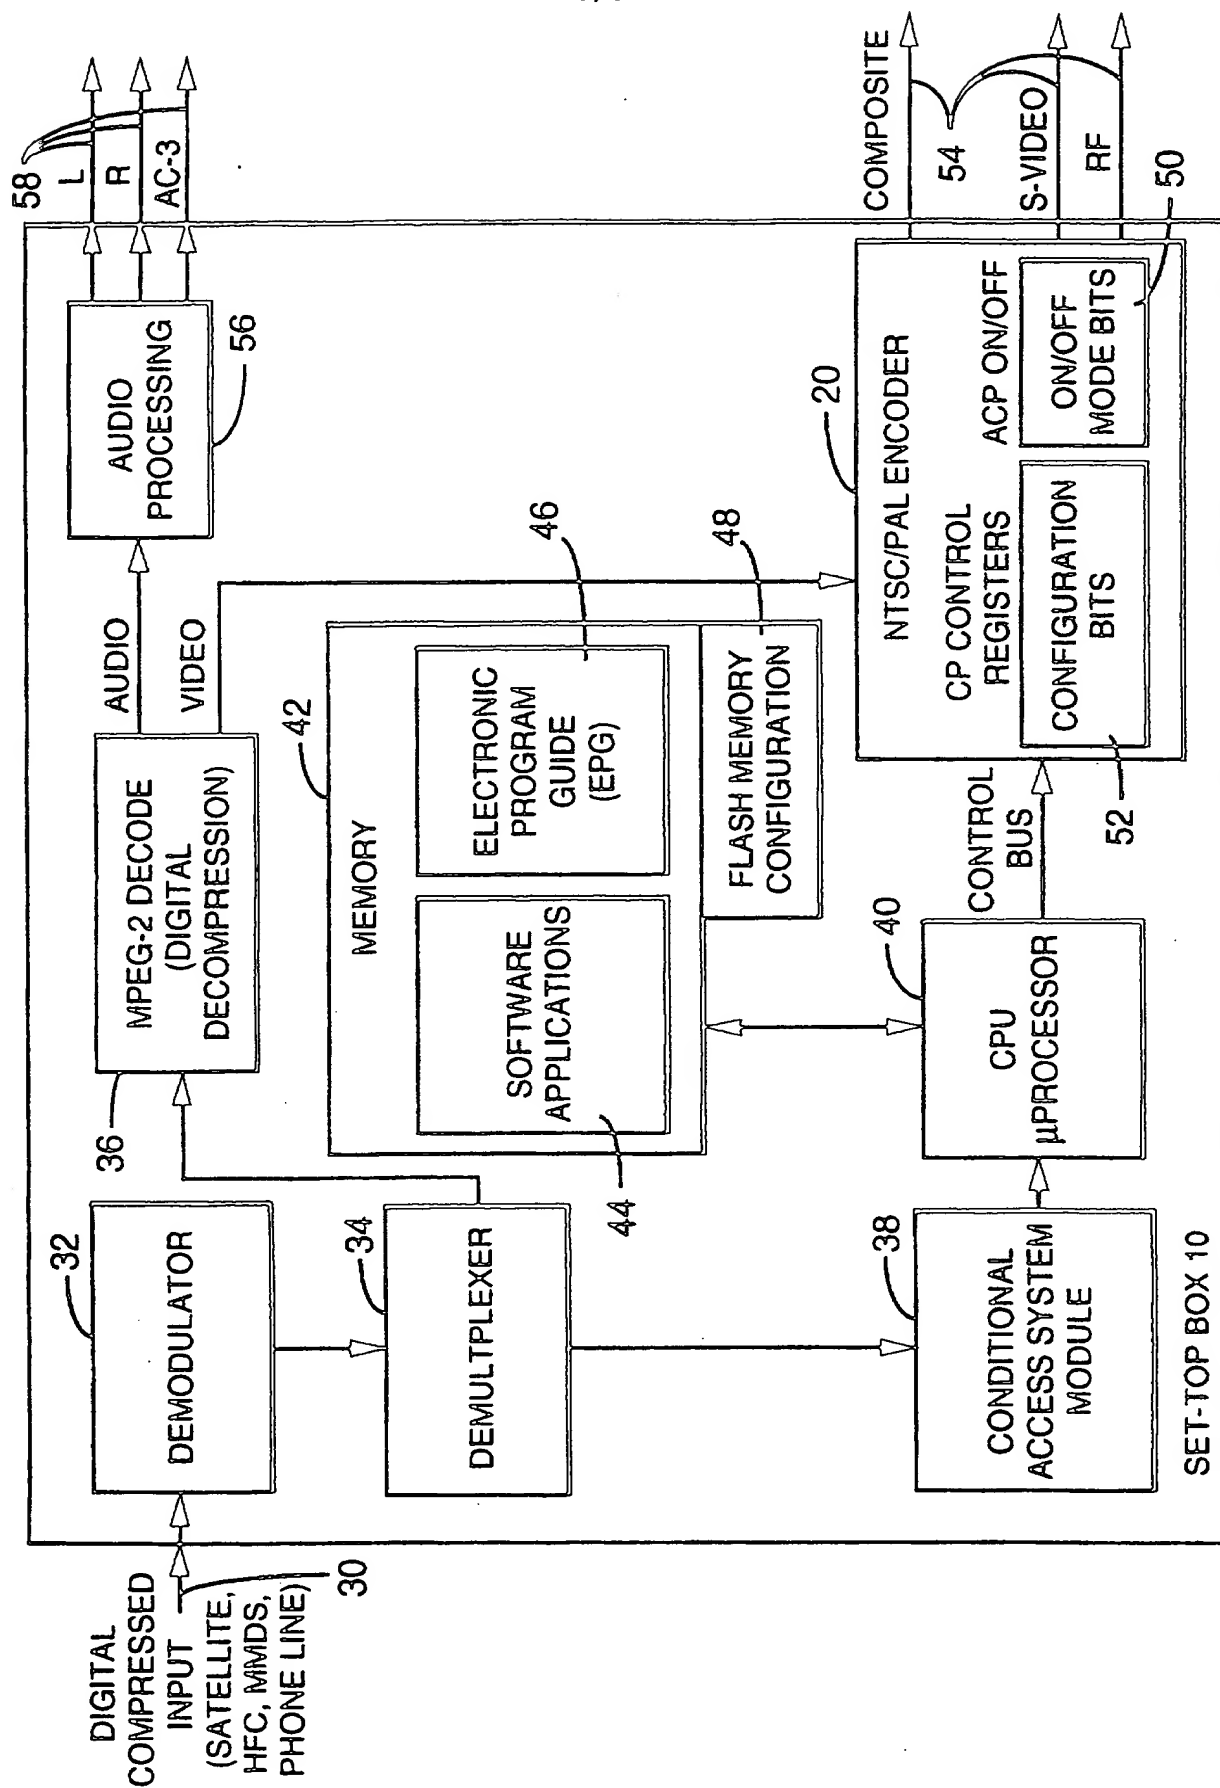 DIGITAL
COMPRESSED
INPUT
(SATELLITE,
HFC, MMDS,
PHONE LINE)
30
32
DEMODULATOR
34
DEMULTPLEXER
36
MPEG-2 DECODE
(DIGITAL
DECOMPRESSION)
AUDIO
VIDEO
AUDIO
PROCESSING
56
58
L
R
AC-3
42
MEMORY
SOFTWARE
APPLICATIONS
44
ELECTRONIC
PROGRAM
GUIDE
(EPG)
46
FLASH MEMORY
CONFIGURATION
48
38
CONDITIONAL
ACCESS SYSTEM
MODULE
40
CPU
µPROCESSOR
CONTROL
BUS
20
NTSC/PAL ENCODER
CP CONTROL
REGISTERS
ACP ON/OFF
CONFIGURATION
BITS
52
ON/OFF
MODE BITS
50
COMPOSITE
54
S-VIDEO
RF
SET-TOP BOX 10